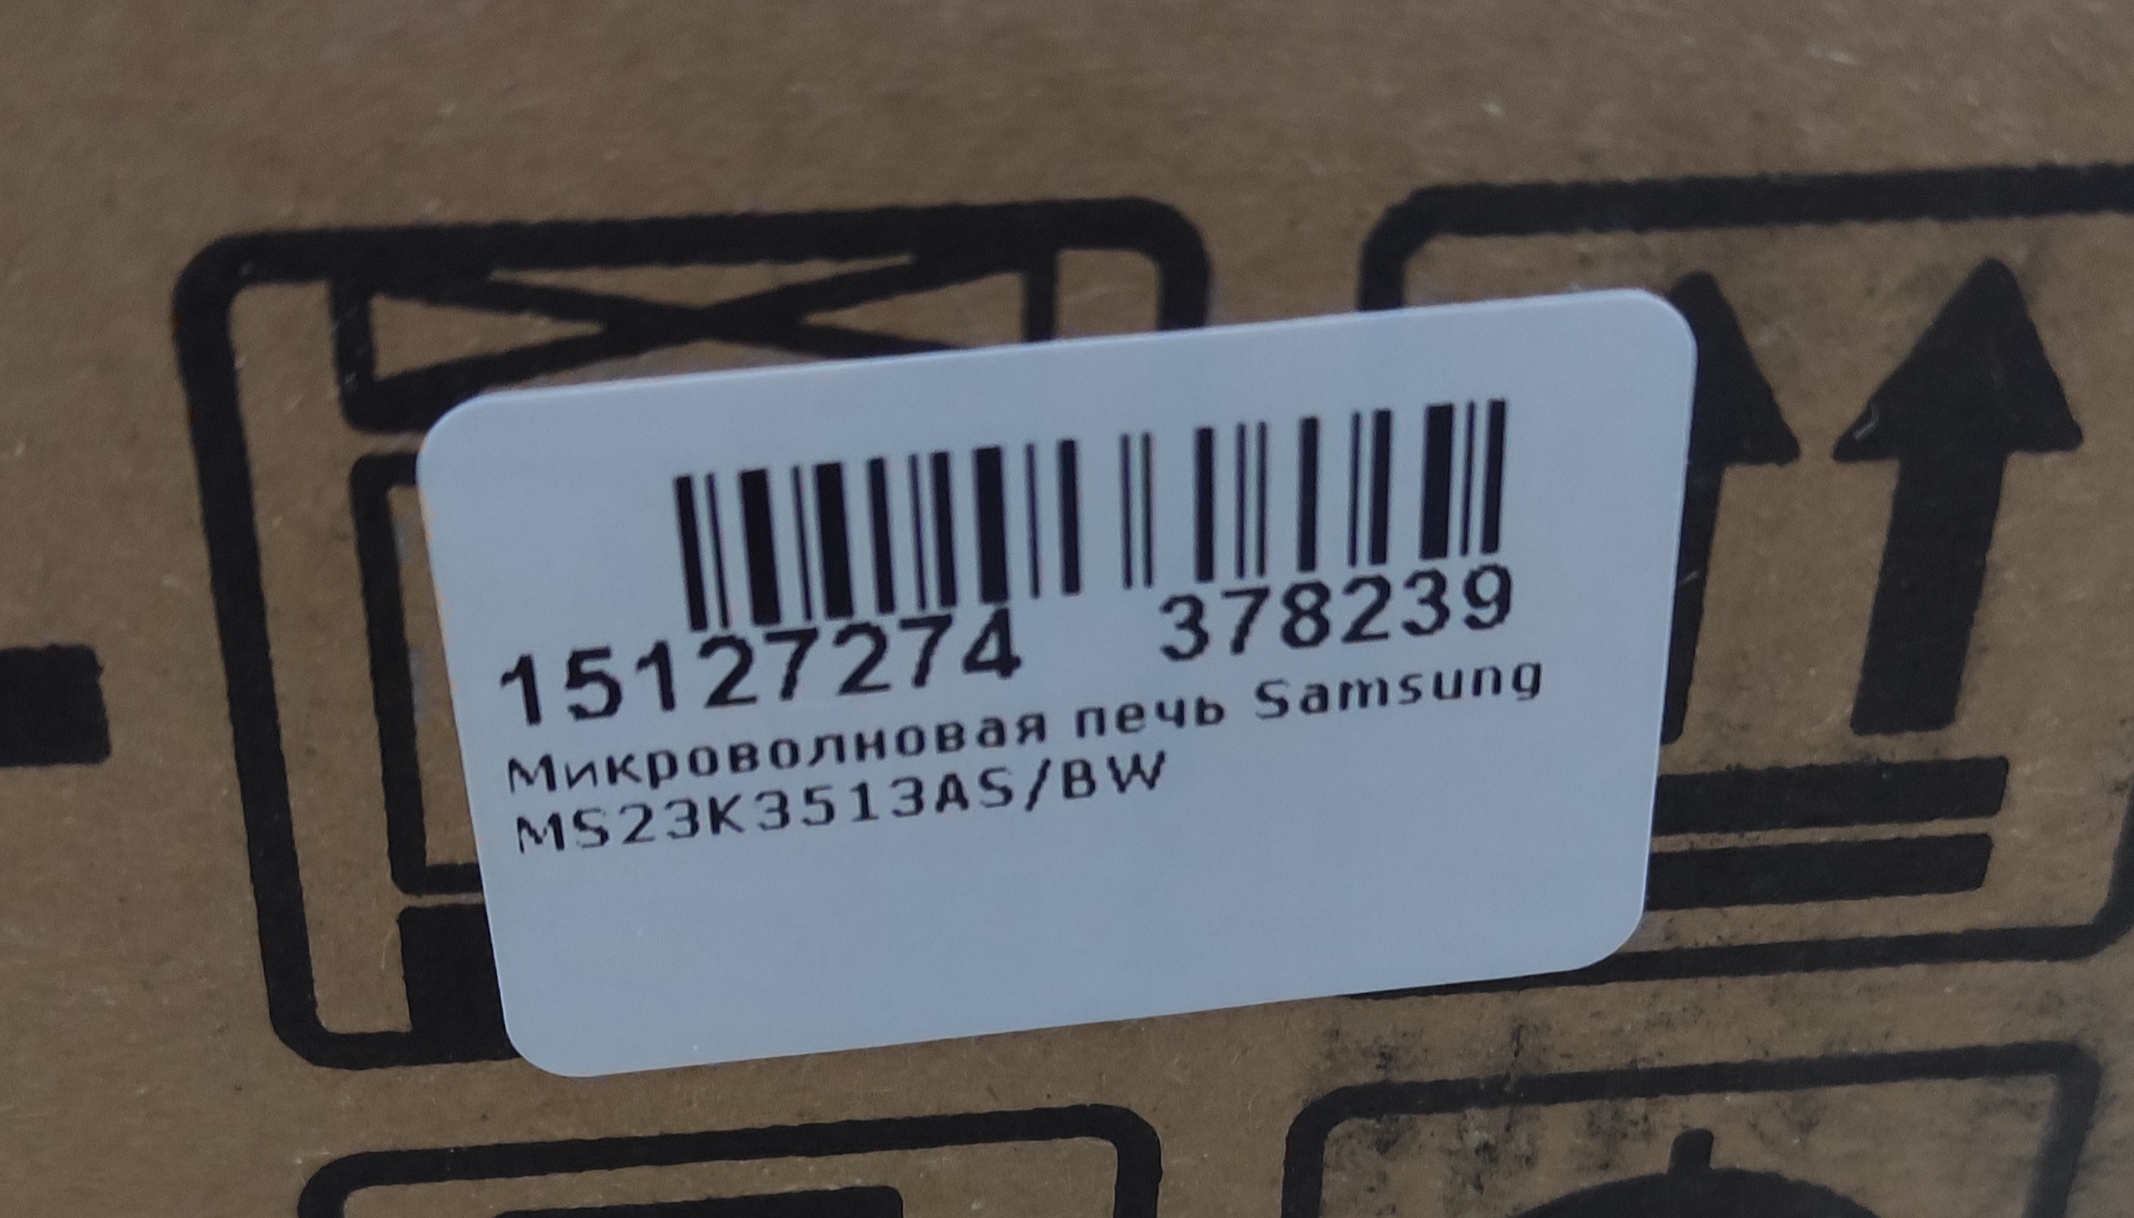 15127274 378239
Микроволновая печь Samsung
MS23K3513AS/BW